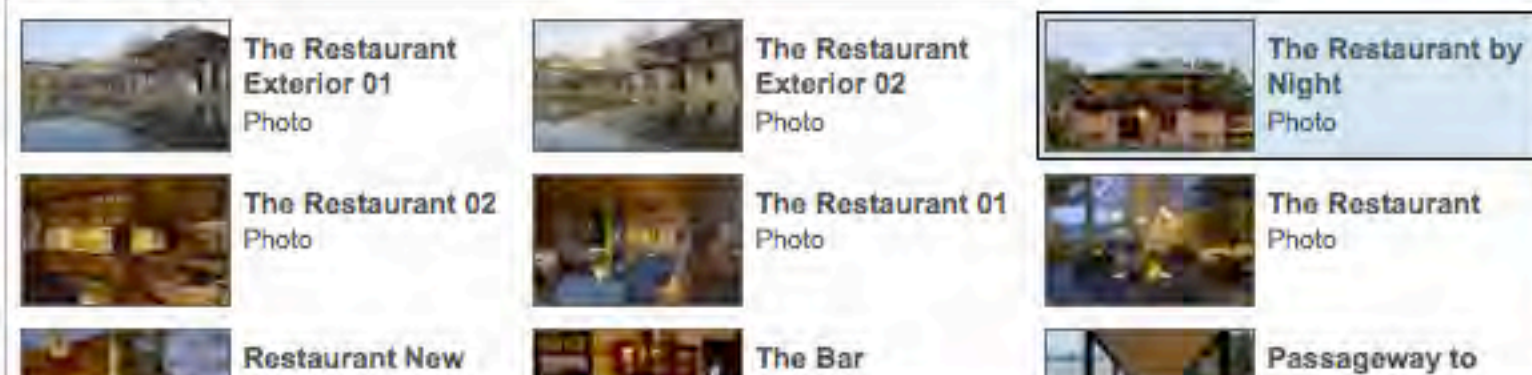 The Restaurant
Exterior 01
Photo
The Restaurant
Exterior 02
Photo
The Restaurant by
Night
Photo
The Restaurant 02
Photo
The Restaurant 01
Photo
The Restaurant
Photo
Restaurant New
The Bar
Passageway to